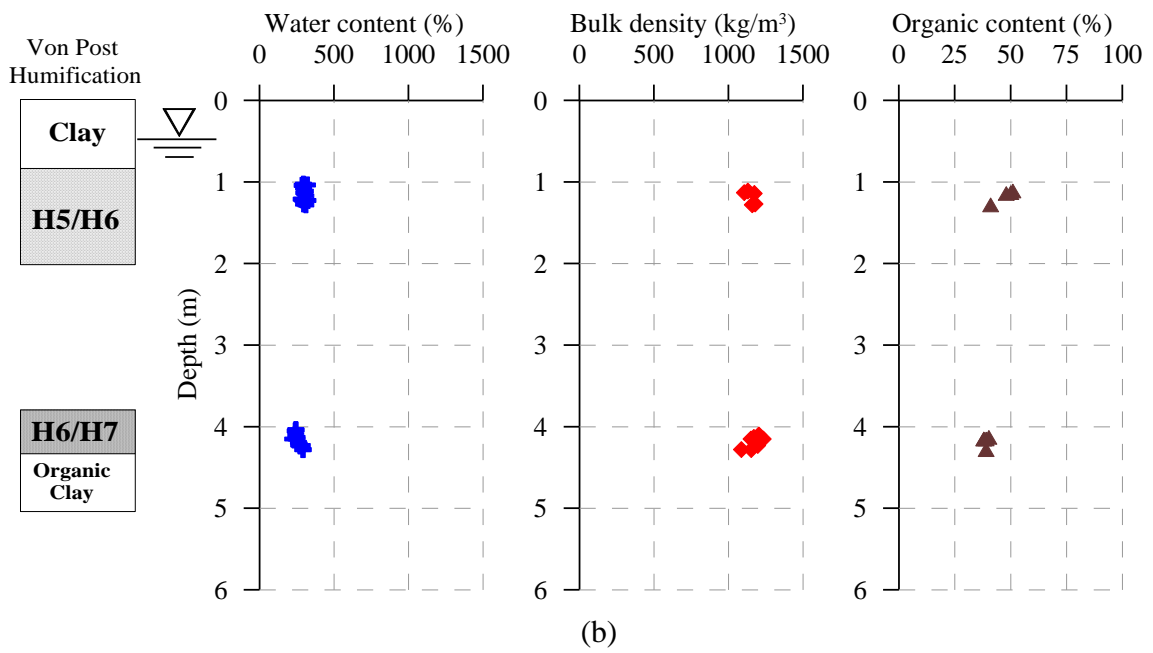 Water content (%)
Bulk density (kg/m³)
Organic content (%)
Von Post
Humification
0 500 1000 1500
0 500 1000 1500
0 25 50 75 100
Clay
H5/H6
H6/H7
Organic
Clay
Depth (m)
0
1
2
3
4
5
6
0
1
2
3
4
5
6
0
1
2
3
4
5
6
(b)